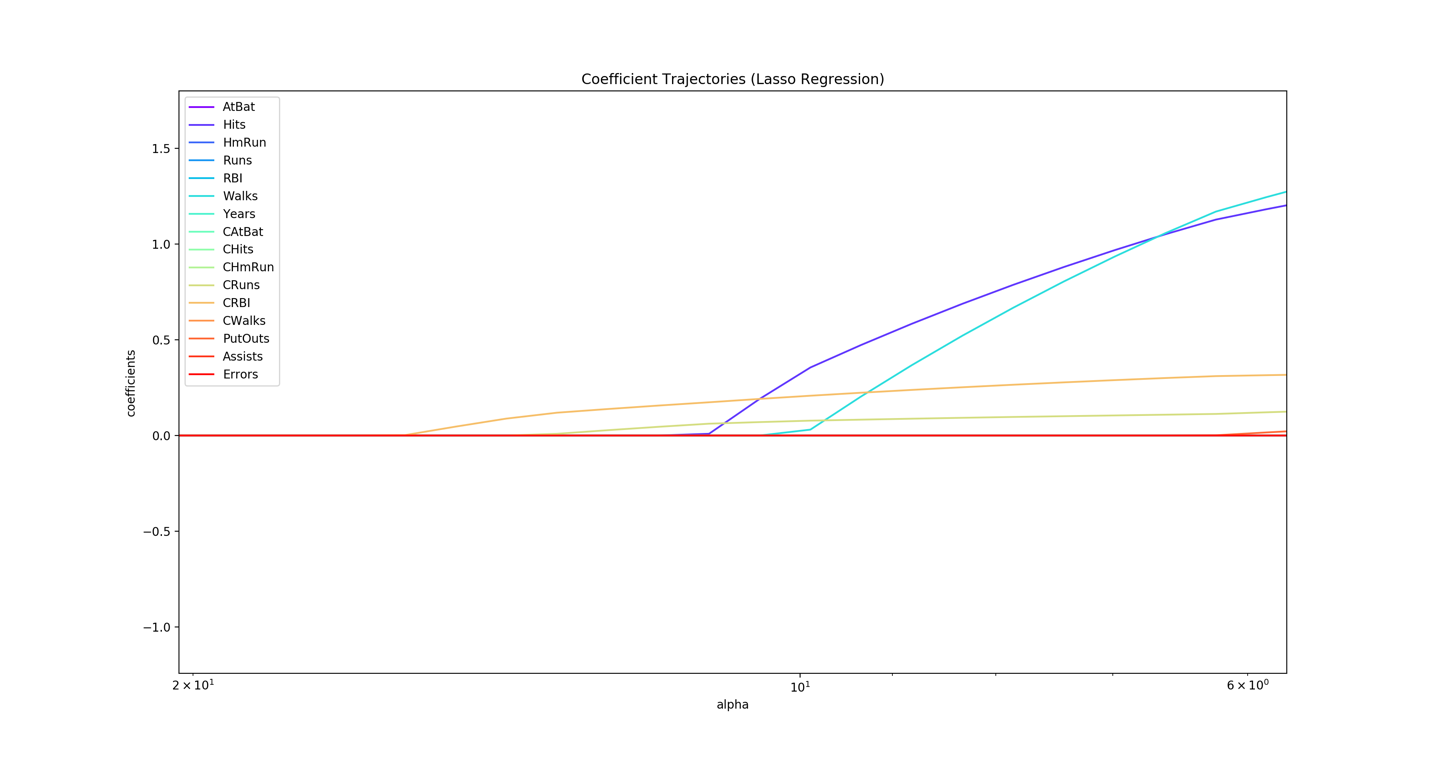 Coefficient Trajectories (Lasso Regression)
AtBat
Hits
HmRun
Runs
RBI
Walks
Years
CAtBat
CHits
CHmRun
CRuns
CRBI
CWalks
PutOuts
Assists
Errors
1.5
1.0
0.5
0.0
−0.5
−1.0
coefficients
2 × 10¹
10¹
6 × 10⁰
alpha